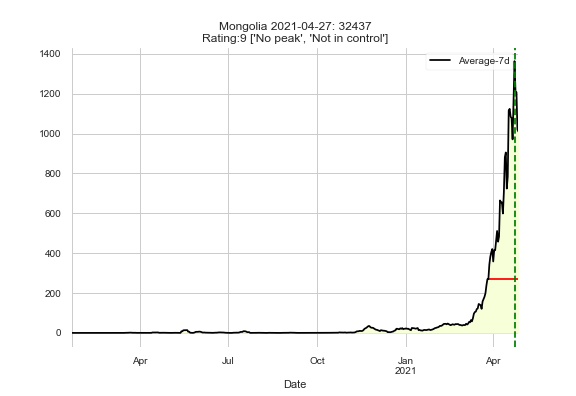 Mongolia 2021-04-27: 32437
Rating:9 ['No peak', 'Not in control']
Average-7d
1400
1200
1000
800
600
400
200
0
Apr
Jul
Oct
Jan
2021
Apr
Date